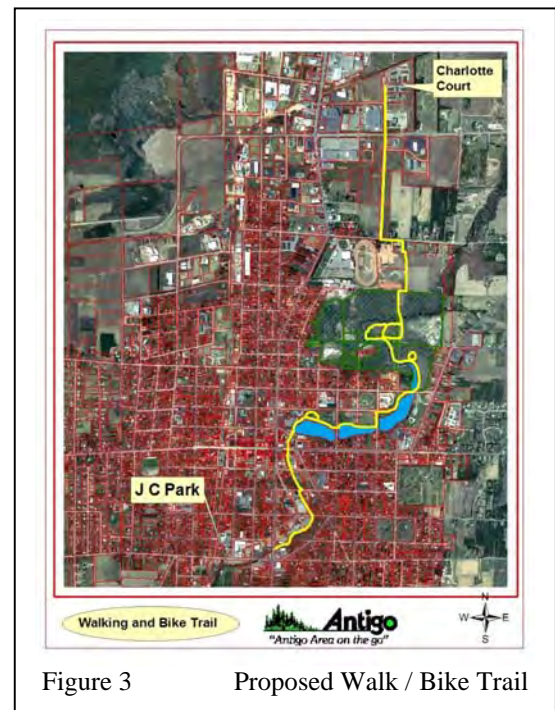 Charlotte
Court
J C Park
Walking and Bike Trail
Antigo
"Antigo Area on the go"
N
W E
S
Figure 3 Proposed Walk / Bike Trail